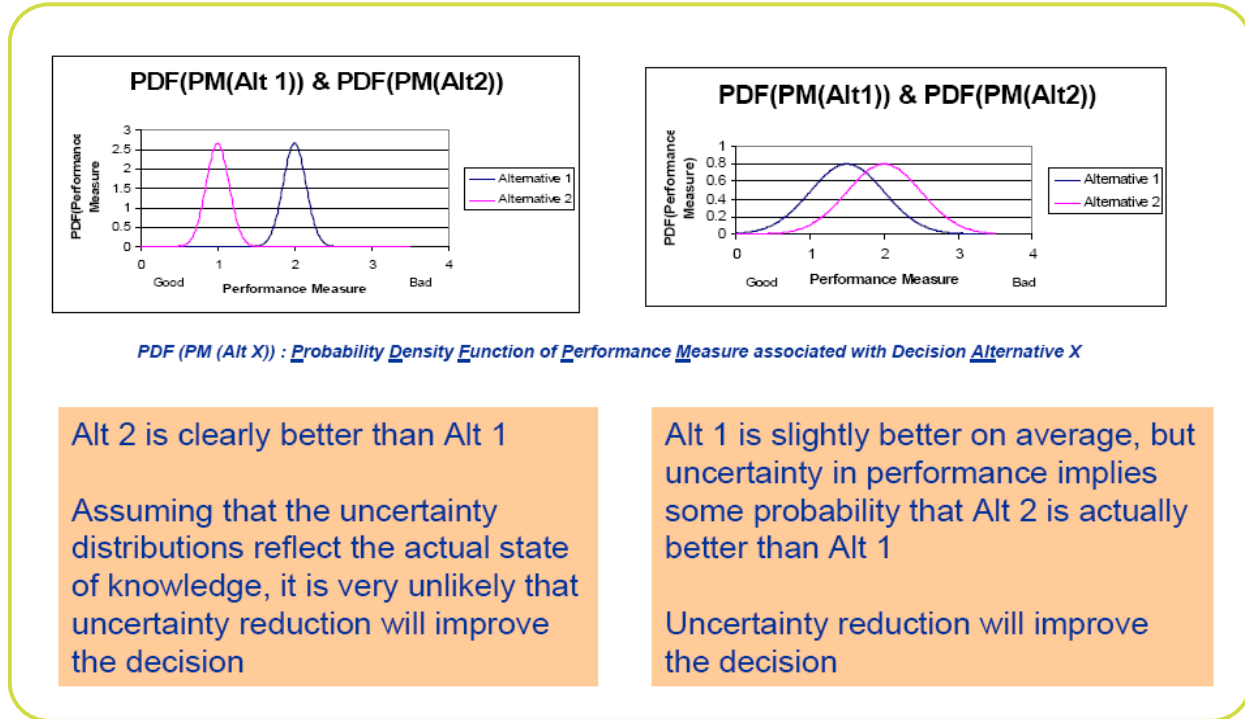 PDF(PM(Alt 1)) & PDF(PM(Alt2))
PDF(Performance
Measure
3
2.5
2
1.5
1
0.5
0
0
1
2
3
4
Good
Performance Measure
Bad
Alternative 1
Alternative 2
PDF(PM(Alt1)) & PDF(PM(Alt2))
PDF(Performance
Measure)
1
0.8
0.6
0.4
0.2
0
0
1
2
3
4
Good
Performance Measure
Bad
Alternative 1
Alternative 2
PDF (PM (Alt X)) : Probability Density Function of Performance Measure associated with Decision Alternative X
Alt 2 is clearly better than Alt 1
Assuming that the uncertainty
distributions reflect the actual state
of knowledge, it is very unlikely that
uncertainty reduction will improve
the decision
Alt 1 is slightly better on average, but
uncertainty in performance implies
some probability that Alt 2 is actually
better than Alt 1
Uncertainty reduction will improve
the decision